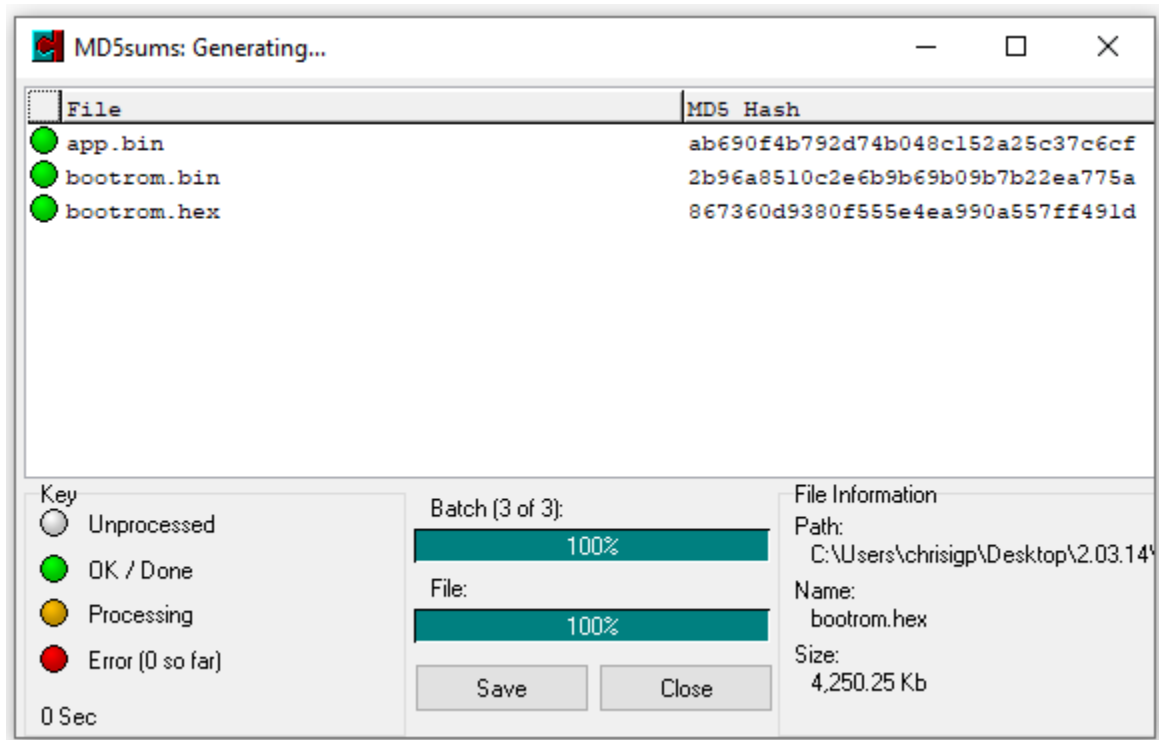 MD5sums: Generating...
File MD5 Hash
app.bin ab690f4b792d74b048c152a25c37c6cf
bootrom.bin 2b96a8510c2e6b9b69b09b7b22ea775a
bootrom.hex 867360d9380f555e4ea990a557ff491d
Key
Unprocessed
OK / Done
Processing
Error (0 so far)
0 Sec
Batch (3 of 3):
100%
File:
100%
Save Close
File Information
Path:
C:\Users\chrisigp\Desktop\2.03.14\
Name:
bootrom.hex
Size:
4,250.25 Kb